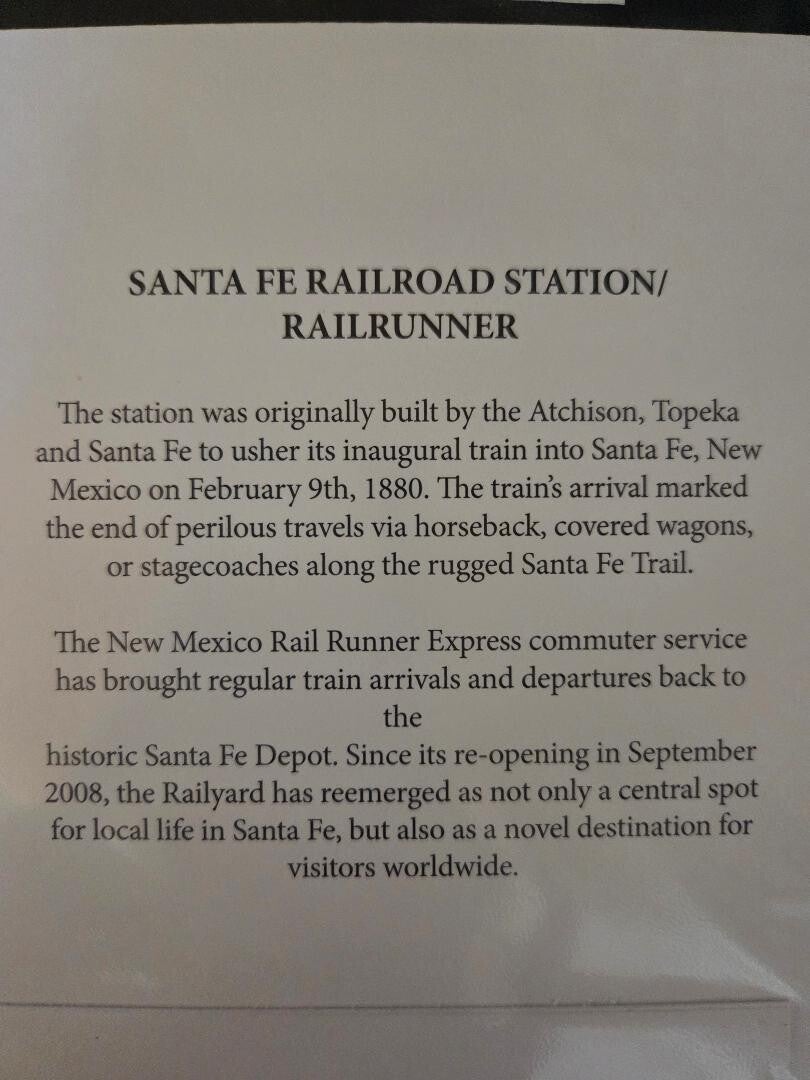 SANTA FE RAILROAD STATION/
RAILRUNNER
The station was originally built by the Atchison, Topeka
and Santa Fe to usher its inaugural train into Santa Fe, New
Mexico on February 9th, 1880. The train's arrival marked
the end of perilous travels via horseback, covered wagons,
or stagecoaches along the rugged Santa Fe Trail.
The New Mexico Rail Runner Express commuter service
has brought regular train arrivals and departures back to
the
historic Santa Fe Depot. Since its re-opening in September
2008, the Railyard has reemerged as not only a central spot
for local life in Santa Fe, but also as a novel destination for
visitors worldwide.